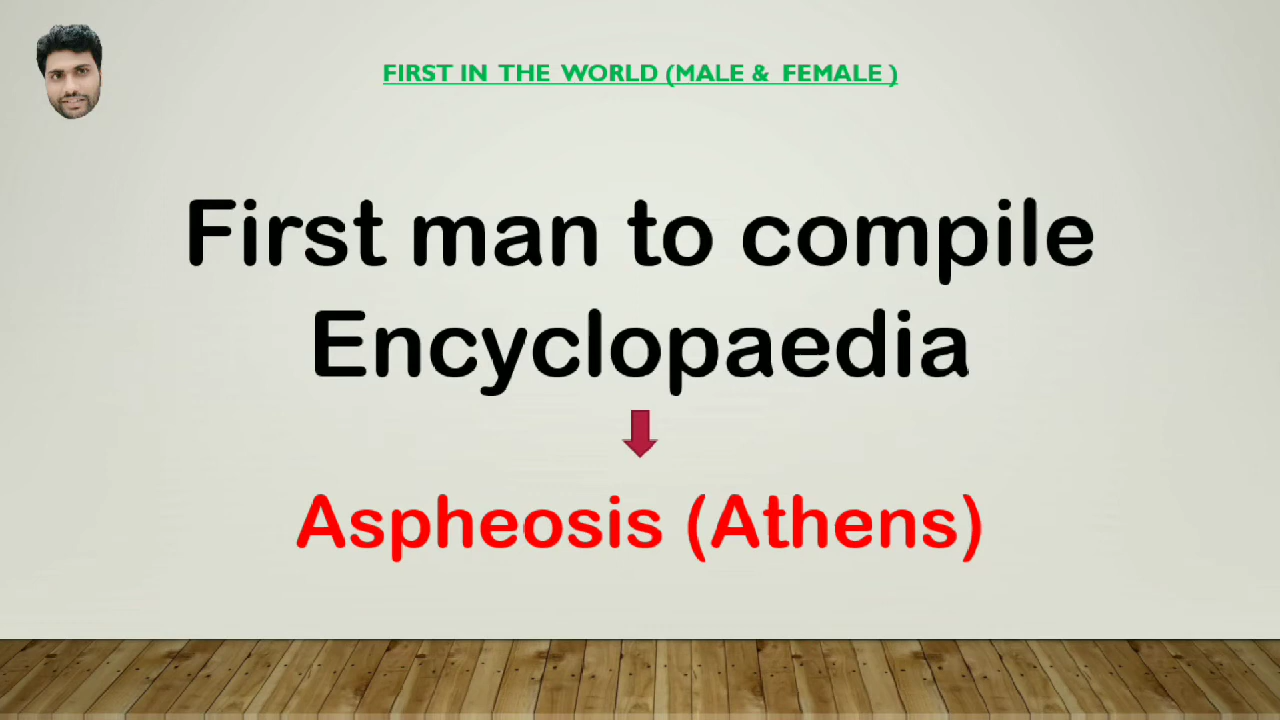 FIRST IN THE WORLD (MALE & FEMALE )
First man to compile
Encyclopaedia
Aspheosis (Athens)